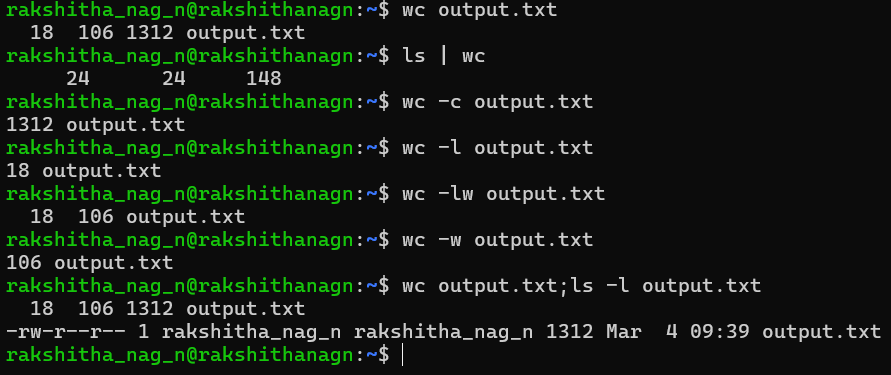 rakshitha_nag_n@rakshithanagn:~$ wc output.txt
  18  106 1312 output.txt
rakshitha_nag_n@rakshithanagn:~$ ls | wc
     24      24     148
rakshitha_nag_n@rakshithanagn:~$ wc -c output.txt
1312 output.txt
rakshitha_nag_n@rakshithanagn:~$ wc -l output.txt
18 output.txt
rakshitha_nag_n@rakshithanagn:~$ wc -lw output.txt
  18  106 output.txt
rakshitha_nag_n@rakshithanagn:~$ wc -w output.txt
106 output.txt
rakshitha_nag_n@rakshithanagn:~$ wc output.txt;ls -l output.txt
  18  106 1312 output.txt
-rw-r--r-- 1 rakshitha_nag_n rakshitha_nag_n 1312 Mar  4 09:39 output.txt
rakshitha_nag_n@rakshithanagn:~$